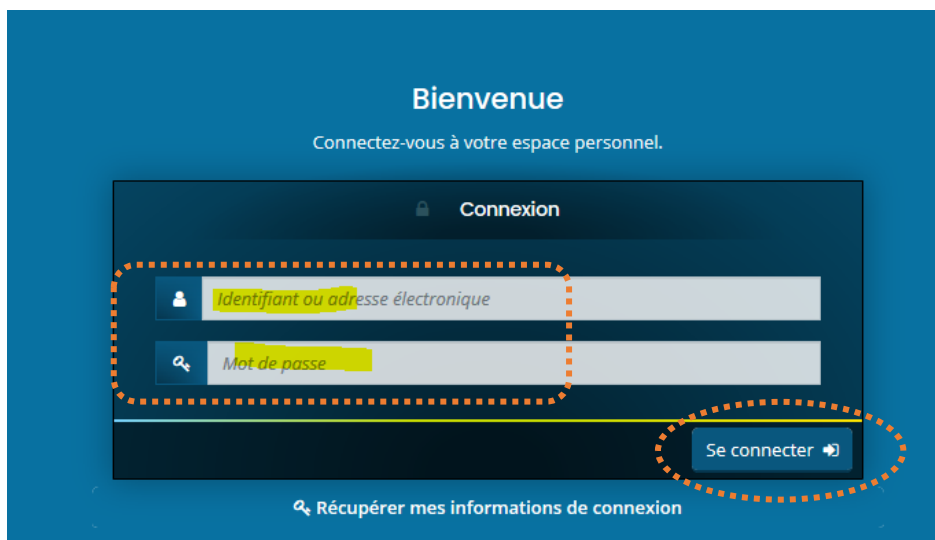 Bienvenue
Connectez-vous à votre espace personnel.
Connexion
Identifiant ou adresse électronique
Mot de passe
Se connecter
Récupérer mes informations de connexion